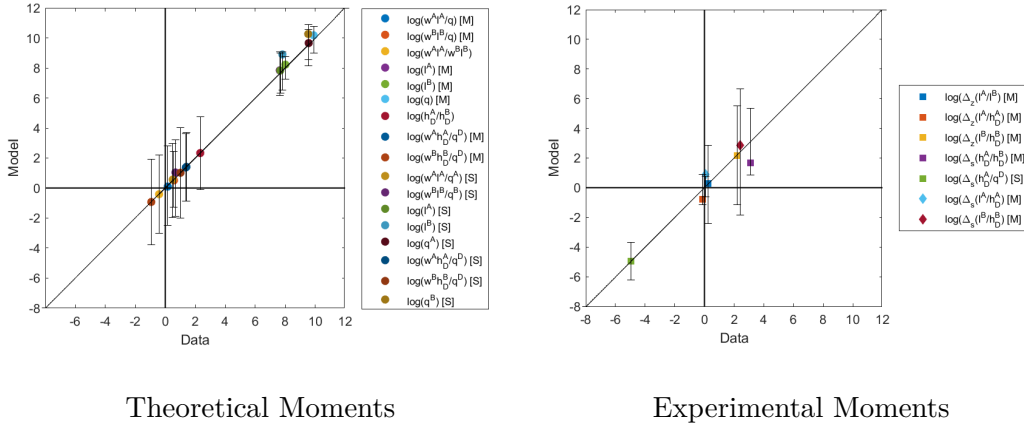 12
10
8
6
4
2
0
-2
-4
-6
-8
-6 -4 -2 0 2 4 6 8 10 12
Model
Data
log(w^A l^A/q) [M]
log(w^B l^B/q) [M]
log(w^A l^A/w^B l^B)
log(l^A) [M]
log(l^B) [M]
log(q) [M]
log(h_D^A/h_D^B)
log(w^A h_D^A/q^D) [M]
log(w^B h_D^B/q^D) [M]
log(w^A l^A/q^A) [S]
log(w^B l^B/q^B) [S]
log(l^A) [S]
log(l^B) [S]
log(q^A) [S]
log(w^A h_D^A/q^D) [S]
log(w^B h_D^B/q^D) [S]
log(q^B) [S]
12
10
8
6
4
2
0
-2
-4
-6
-8
-8 -6 -4 -2 0 2 4 6 8 10 12
Model
Data
log(Δ_z(l^A/l^B) [M]
log(Δ_z(l^A/h_D^A) [M]
log(Δ_z(l^B/h_D^B) [M]
log(Δ_s(h_D^A/h_D^B) [M]
log(Δ_s(h_D^A/q^D) [S]
log(Δ_s(l^A/h_D^A) [M]
log(Δ_s(l^B/h_D^B) [M]
Theoretical Moments
Experimental Moments